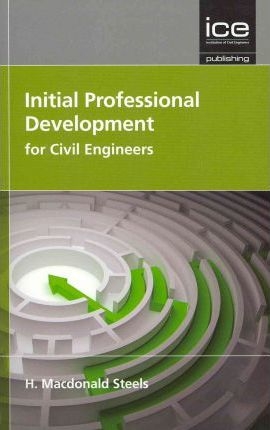 ice
Institution of Civil Engineers
publishing
Initial Professional
Development
for Civil Engineers
H. Macdonald Steels